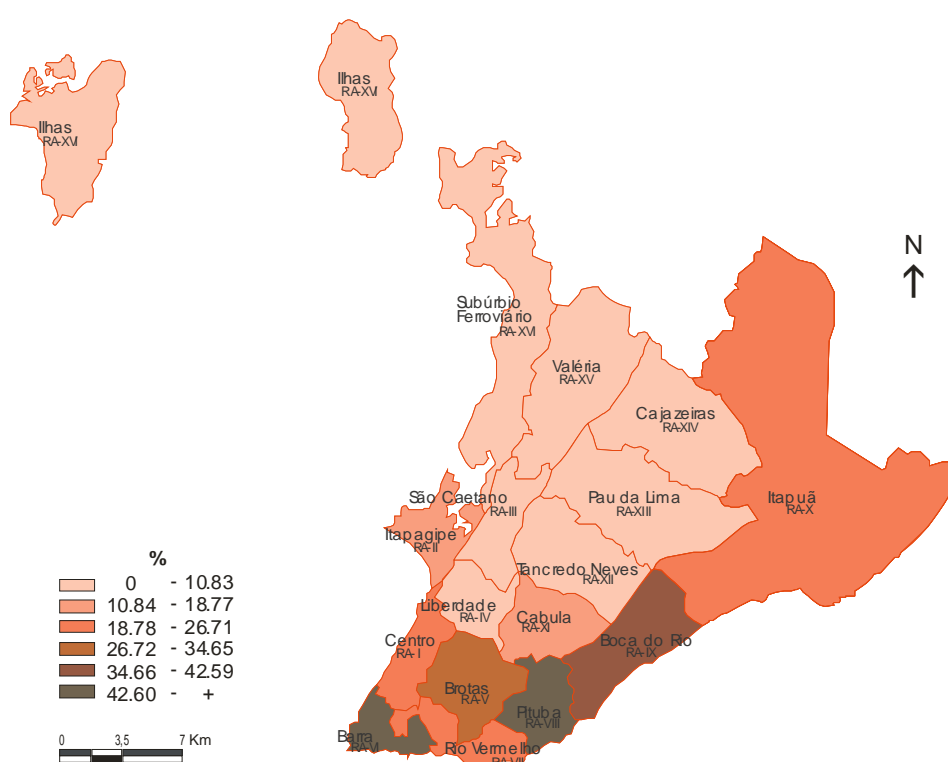 Ilhas
RA-XVI
Ilhas
RA-XVI
N
Subúrbio
Ferroviário
RA-XVI
Valéria
RA-XV
Cajazeiras
RA-XIV
São Caetano
RA-III
Pau da Lima
RA-XIII
Itapuã
RA-X
Itapagipe
RA-II
Tancredo Neves
RA-XII
Liberdade
RA-IV
Cabula
RA-XI
Centro
RA-I
Boca do Rio
RA-IX
Brotas
RA-V
Pituba
RA-VIII
Barra
RA-VI
Rio Vermelho
RA-VII
%
0 - 10.83
10.84 - 18.77
18.78 - 26.71
26.72 - 34.65
34.66 - 42.59
42.60 - +
0 3,5 7 Km